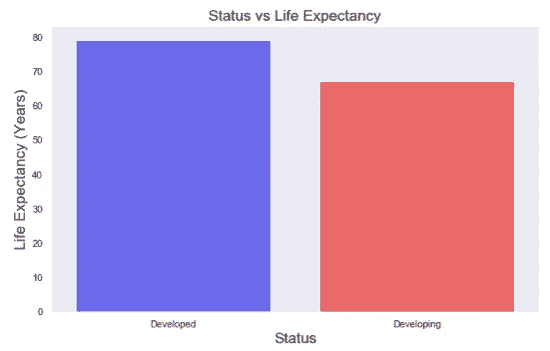 Status vs Life Expectancy
Life Expectancy (Years)
80
70
60
50
40
30
20
10
0
Developed Developing
Status